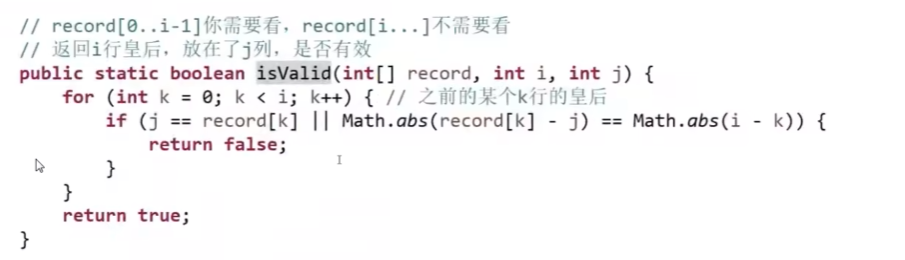 // record[0..i-1]你需要看，record[i...]不需要看
// 返回i行皇后，放在了j列，是否有效
public static boolean isValid(int[] record, int i, int j) {
    for (int k = 0; k < i; k++) { // 之前的某个k行的皇后
        if (j == record[k] || Math.abs(record[k] - j) == Math.abs(i - k)) {
            return false;
        }
    }
    return true;
}